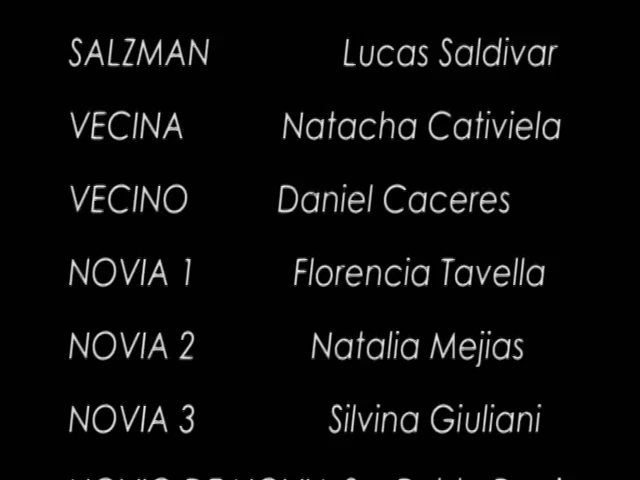 SALZMAN Lucas Saldivar
VECINA Natacha Cativiela
VECINO Daniel Caceres
NOVIA 1 Florencia Tavella
NOVIA 2 Natalia Mejias
NOVIA 3 Silvina Giuliani